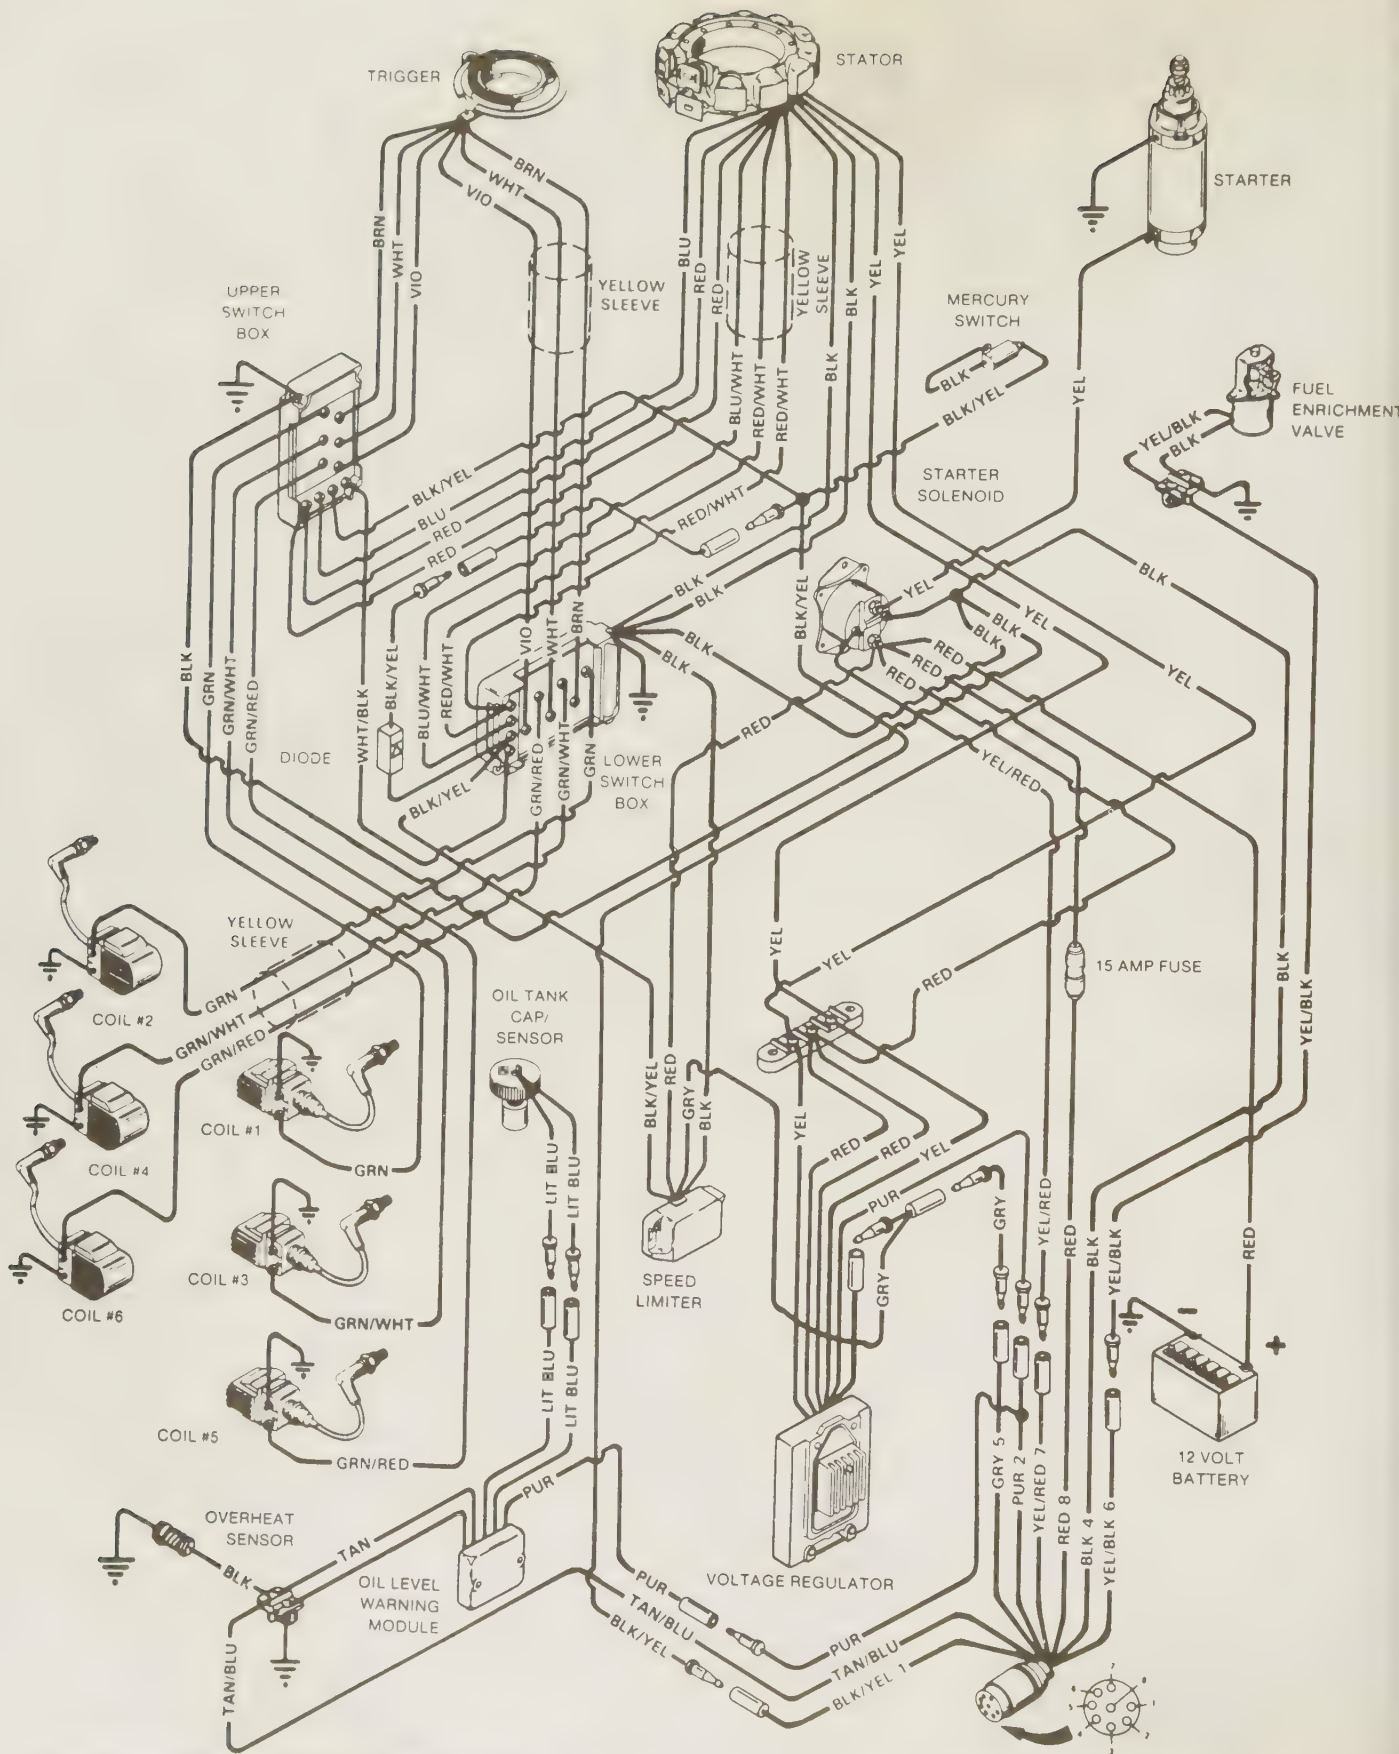 TRIGGER
STATOR
STARTER
BRN
WHT
VIO
BRN
WHT
VIO
BLU
RED
RED
YELLOW
SLEEVE
YELLOW
SLEEVE
BLK
YEL
YEL
UPPER
SWITCH
BOX
MERCURY
SWITCH
BLK
BLK/YEL
YEL
FUEL
ENRICHMENT
VALVE
YEL/BLK
BLK
BLU/WHT
RED/WHT
RED/WHT
BLK
STARTER
SOLENOID
BLK/YEL
BLU
RED
RED
RED/WHT
BLK
BLK
BLK
BLK
BLK/YEL
YEL
BLK
BLK
YEL
RED
RED
RED
YEL
BLK
GRN
GRN/WHT
GRN/RED
WHT/BLK
BLK/YEL
BLU/WHT
RED/WHT
VIO
WHT
BRN
DIODE
BLK/YEL
GRN/RED
GRN/WHT
GRN
LOWER
SWITCH
BOX
RED
YEL/RED
YELLOW
SLEEVE
GRN
GRN/WHT
GRN/RED
COIL #2
COIL #4
COIL #6
COIL #1
GRN
COIL #3
GRN/WHT
COIL #5
GRN/RED
OIL TANK
CAP/
SENSOR
LIT BLU
LIT BLU
LIT BLU
LIT BLU
BLK/YEL
RED
GRY
BLK
SPEED
LIMITER
YEL
YEL
RED
15 AMP FUSE
BLK
YEL/BLK
YEL
RED
RED
YEL
PUR
GRY
GRY
YEL/RED
RED
BLK
YEL/BLK
RED
-
+
12 VOLT
BATTERY
GRY 5
PUR 2
YEL/RED 7
RED 8
BLK 4
YEL/BLK 6
VOLTAGE REGULATOR
OVERHEAT
SENSOR
BLK
TAN
PUR
OIL LEVEL
WARNING
MODULE
TAN/BLU
PUR
TAN/BLU
BLK/YEL
PUR
TAN/BLU
BLK/YEL 1